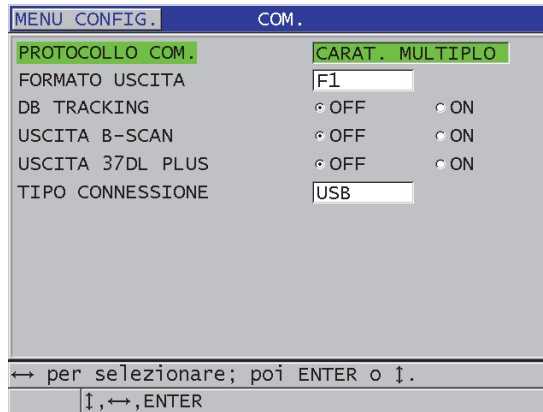 MENU CONFIG. COM.
PROTOCOLLO COM. CARAT. MULTIPLO
FORMATO USCITA F1
DB TRACKING OFF ON
USCITA B-SCAN OFF ON
USCITA 37DL PLUS OFF ON
TIPO CONNESSIONE USB
↔ per selezionare; poi ENTER o ↕.
↕,↔,ENTER